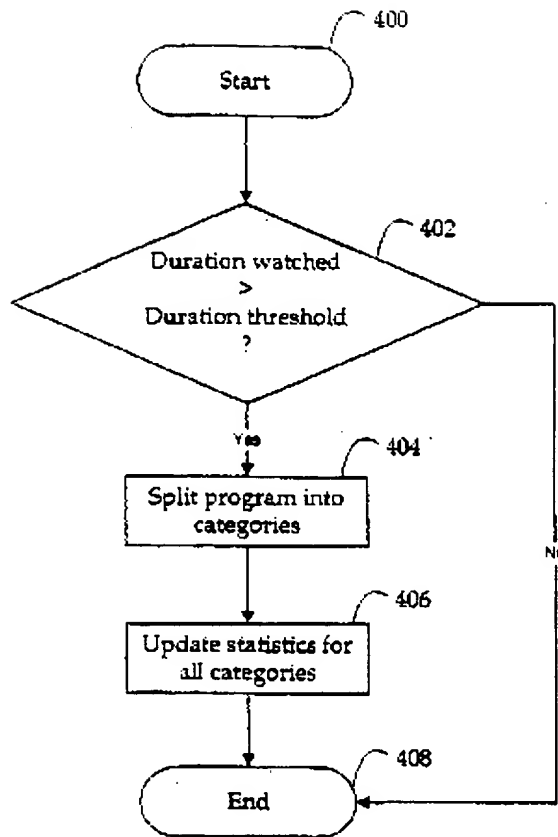 400
Start
402
Duration watched
>
Duration threshold
?
Yes
404
Split program into
categories
No
406
Update statistics for
all categories
408
End